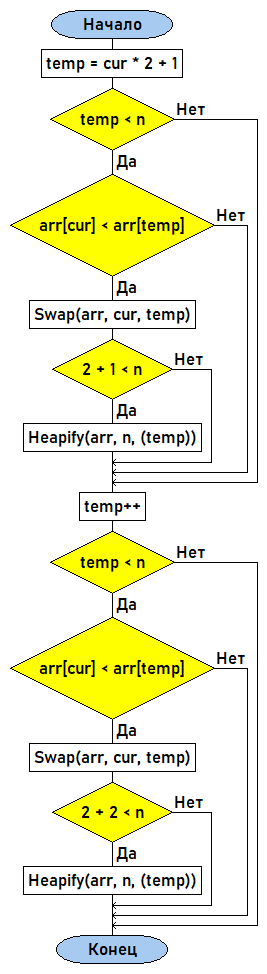 Начало
temp = cur * 2 + 1
temp < n
Нет
Да
arr[cur] < arr[temp]
Нет
Да
Swap(arr, cur, temp)
2 + 1 < n
Нет
Да
Heapify(arr, n, (temp))
temp++
temp < n
Нет
Да
arr[cur] < arr[temp]
Нет
Да
Swap(arr, cur, temp)
2 + 2 < n
Нет
Да
Heapify(arr, n, (temp))
Конец